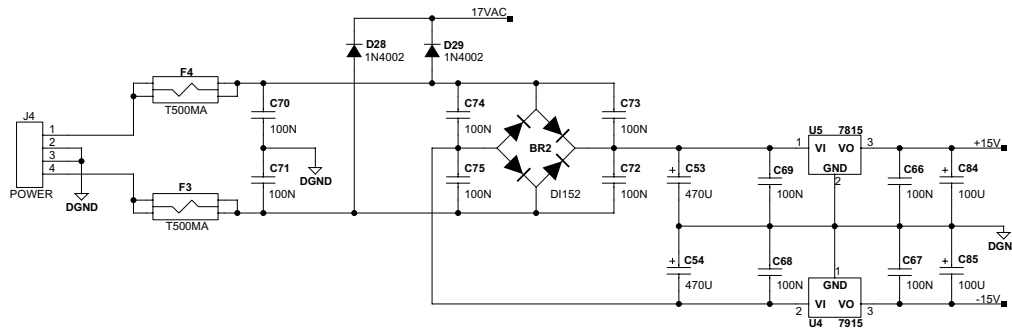 17VAC
D28
1N4002
D29
1N4002
F4
T500MA
J4
1
2
3
4
POWER
DGND
F3
T500MA
C70
100N
C71
100N
DGND
C74
100N
C75
100N
BR2
DI152
C73
100N
C72
100N
C53
+
470U
C54
+
470U
C69
100N
C68
100N
U5 7815
1 VI VO 3
GND
2
+15V
C66
100N
C84
+
100U
DGN
1
GND
2 VI VO 3
U4 7915
C67
100N
C85
+
100U
-15V